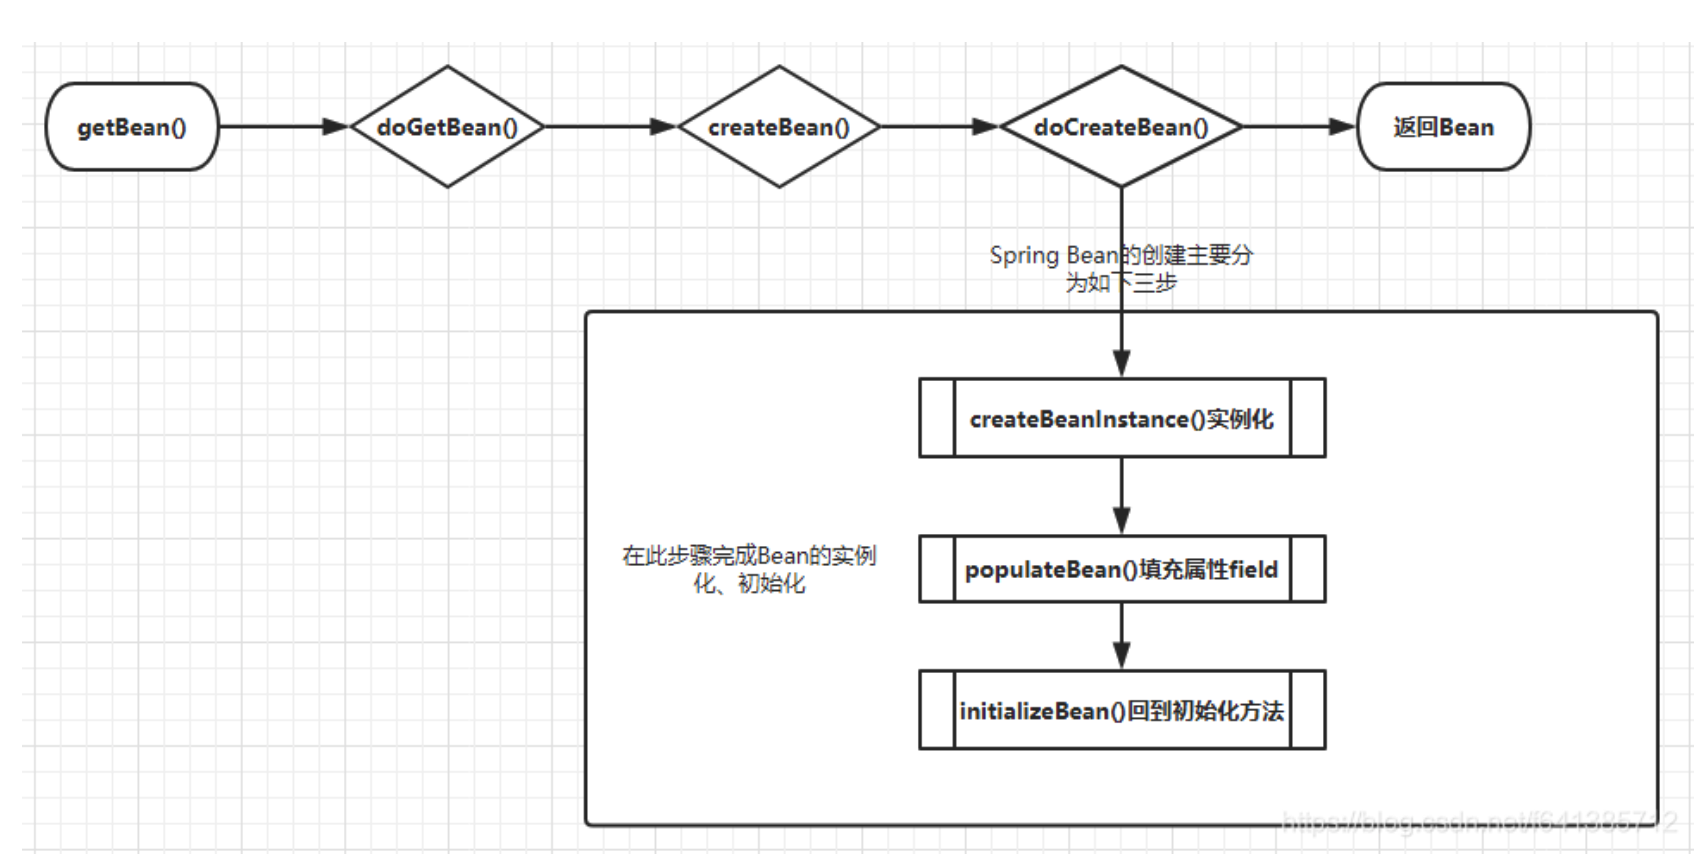 getBean()
doGetBean()
createBean()
doCreateBean()
返回Bean
Spring Bean的创建主要分
为如下三步
createBeanInstance()实例化
在此步骤完成Bean的实例
化、初始化
populateBean()填充属性field
initializeBean()回到初始化方法
https://blog.csdn.net/f641385712